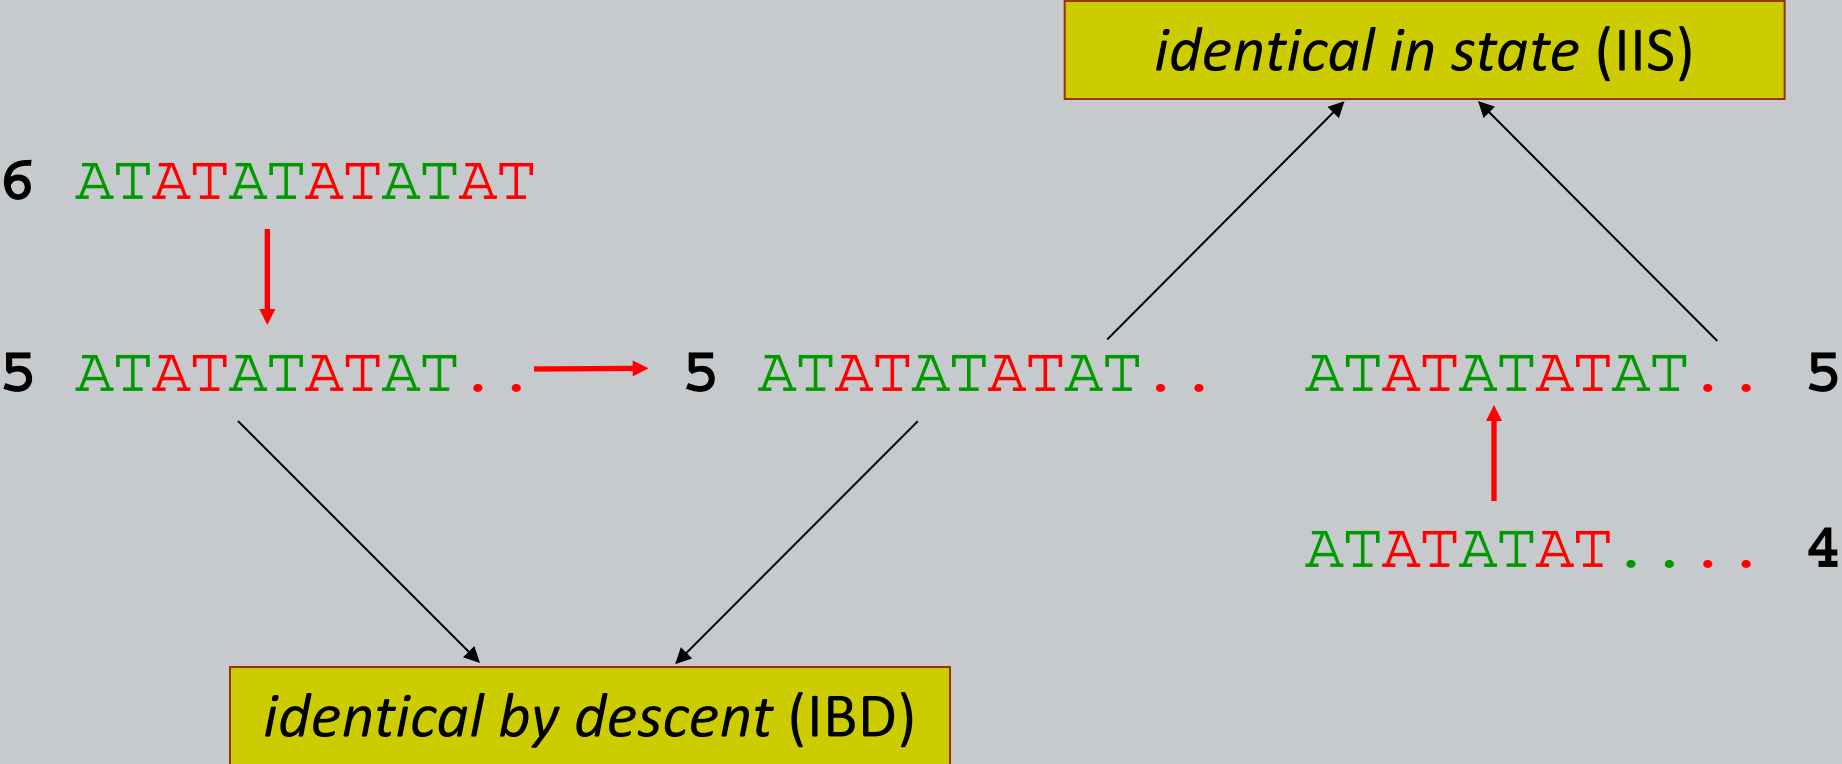 identical in state (IIS)
6 ATATATATATAT
5 ATATATATAT.. 5 ATATATATAT.. ATATATATAT.. 5
ATATATAT.... 4
identical by descent (IBD)